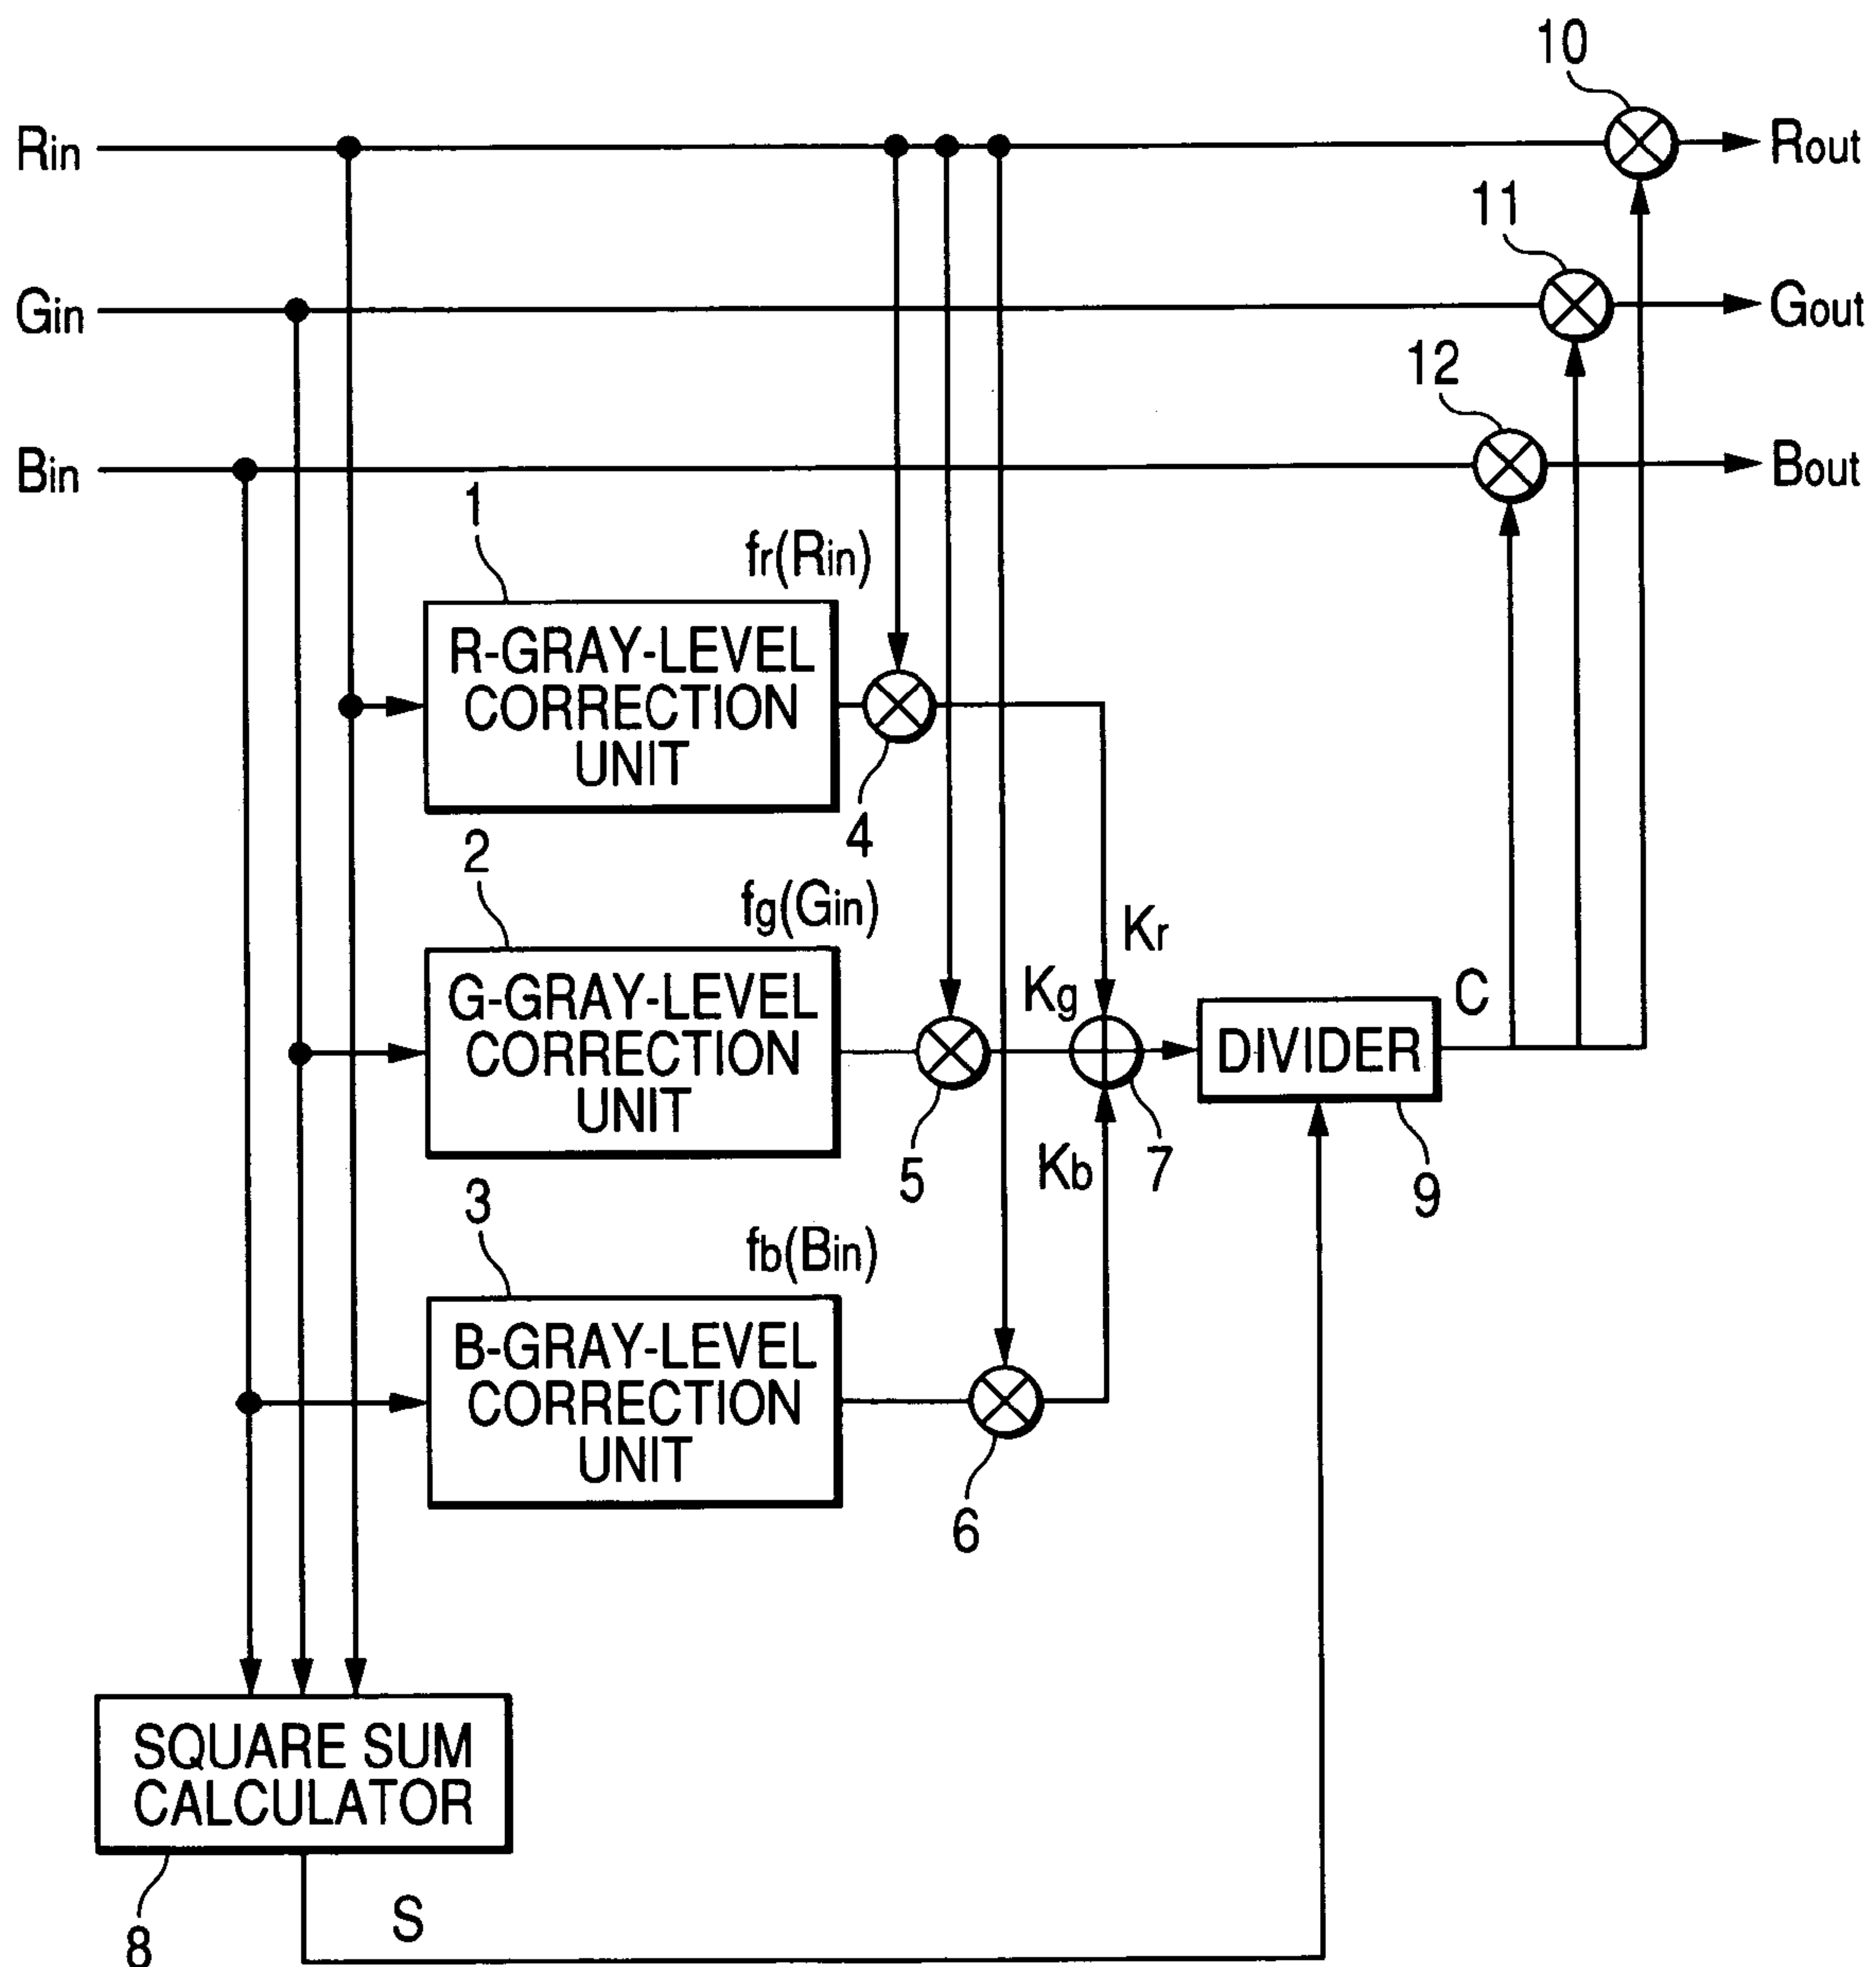 10
Rin
Rout
11
Gin
Gout
12
Bin
Bout
1
fr(Rin)
R-GRAY-LEVEL
CORRECTION
UNIT
4
2
fg(Gin)
Kr
G-GRAY-LEVEL
CORRECTION
UNIT
Kg
C
DIVIDER
5
Kb
7
9
3
fb(Bin)
B-GRAY-LEVEL
CORRECTION
UNIT
6
SQUARE SUM
CALCULATOR
8
S